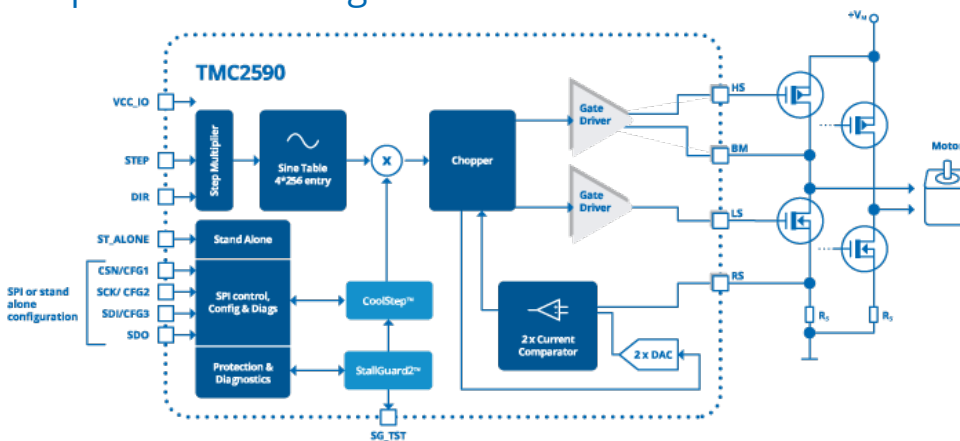 +VM
TMC2590
VCC_IO
STEP
DIR
ST_ALONE
CSN/CFG1
SCK/ CFG2
SDI/CFG3
SDO
SPI or stand
alone
configuration
Step Multiplier
Sine Table
4*256 entry
X
Chopper
Gate
Driver
Gate
Driver
HS
BM
LS
RS
Motor
Stand Alone
SPI control,
Config & Diags
Protection &
Diagnostics
CoolStep™
StallGuard2™
2 x Current
Comparator
2 x DAC
RS
RS
SG_TST